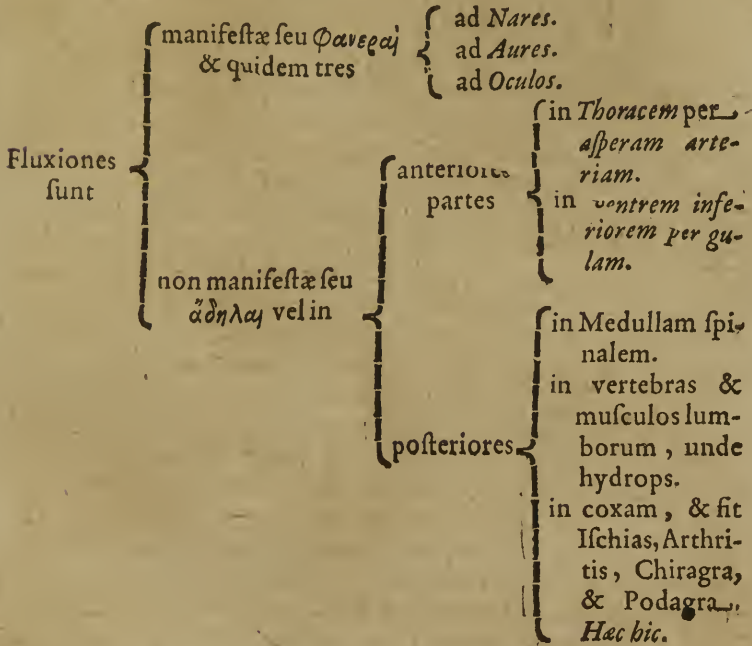 Fluxiones
ſunt
manifeſtæ ſeu φανεραὶ
& quidem tres
ad Nares.
ad Aures.
ad Oculos.
non manifeſtæ ſeu
ἄδηλαι vel in
anteriores
partes
in Thoracem per
aſperam arte-
riam.
in ventrem infe-
riorem per gu-
lam.
poſteriores
in Medullam ſpi-
nalem.
in vertebras &
muſculos lum-
borum, unde
hydrops.
in coxam, & fit
Iſchias, Arthri-
tis, Chiragra,
& Podagra.
Hæc hic.